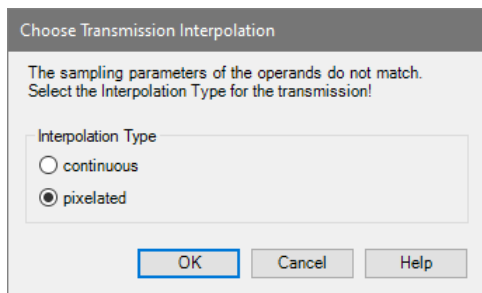 Choose Transmission Interpolation
The sampling parameters of the operands do not match.
Select the Interpolation Type for the transmission!
Interpolation Type
continuous
pixelated
OK Cancel Help